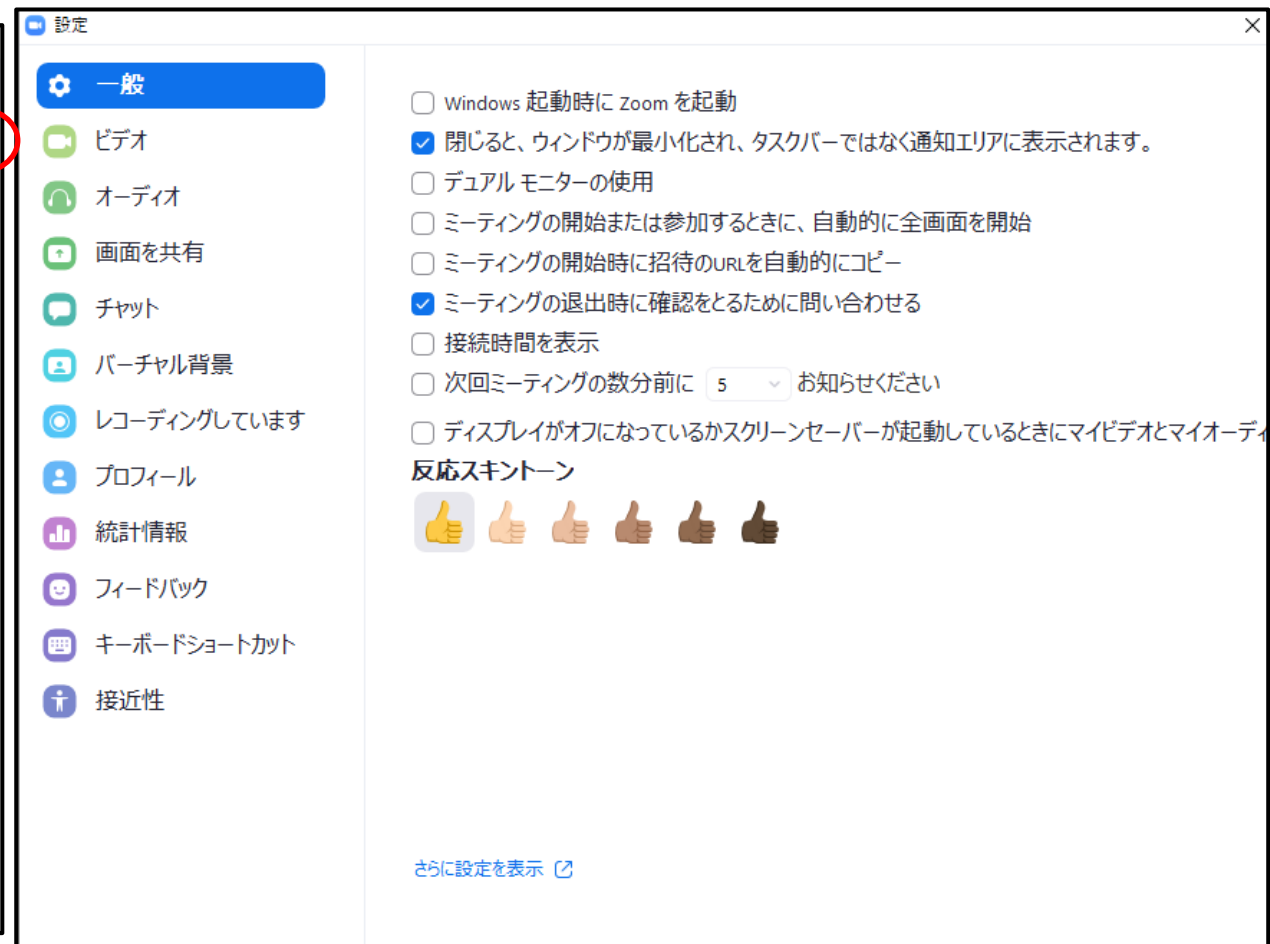 設定
一般
ビデオ
オーディオ
画面を共有
チャット
バーチャル背景
レコーディングしています
プロフィール
統計情報
フィードバック
キーボードショートカット
接近性
Windows 起動時に Zoom を起動
閉じると、ウィンドウが最小化され、タスクバーではなく通知エリアに表示されます。
デュアル モニターの使用
ミーティングの開始または参加するときに、自動的に全画面を開始
ミーティングの開始時に招待のURLを自動的にコピー
ミーティングの退出時に確認をとるために問い合わせる
接続時間を表示
次回ミーティングの数分前に 5 お知らせください
ディスプレイがオフになっているかスクリーンセーバーが起動しているときにマイビデオとマイオーディ
反応スキントーン
さらに設定を表示